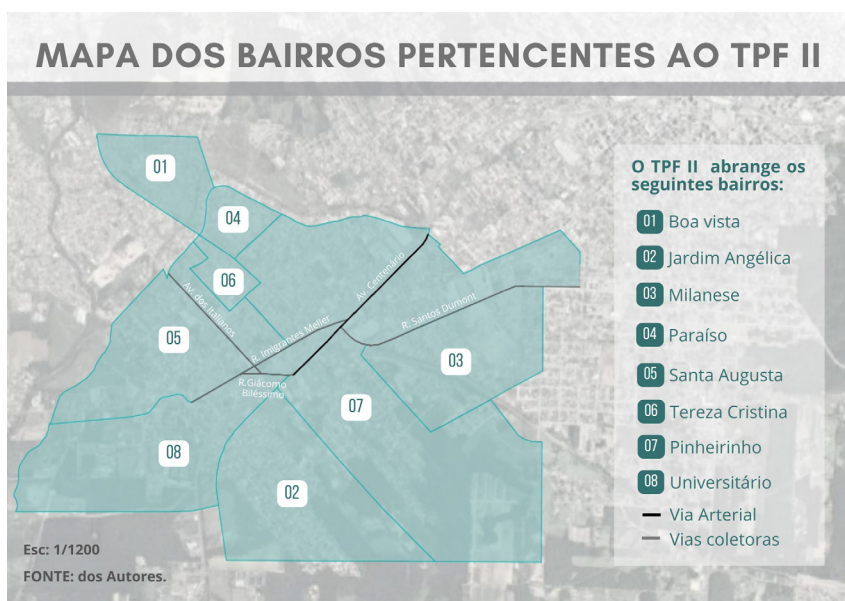 MAPA DOS BAIRROS PERTENCENTES AO TPF II
01
04
06
05
03
07
08
02
Av. dos Italianos
R. Imigrantes Meller
Av. Centenário
R. Santos Dumont
R.Giácomo
Biléssimo
O TPF II abrange os
seguintes bairros:
01 Boa vista
02 Jardim Angélica
03 Milanese
04 Paraíso
05 Santa Augusta
06 Tereza Cristina
07 Pinheirinho
08 Universitário
Via Arterial
Vias coletoras
Esc: 1/1200
FONTE: dos Autores.